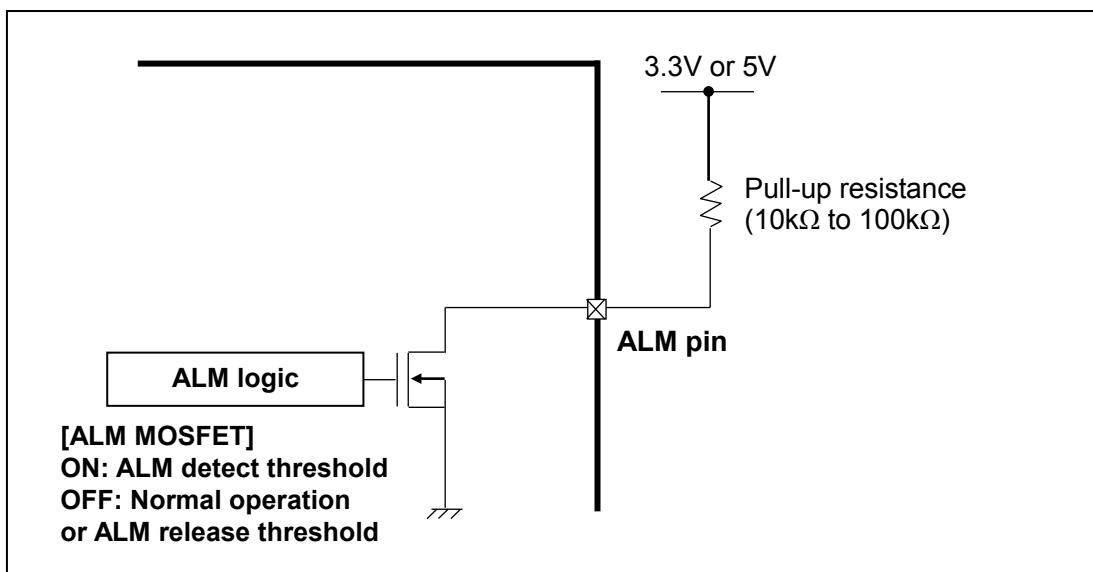 3.3V or 5V
Pull-up resistance
(10kΩ to 100kΩ)
ALM pin
ALM logic
[ALM MOSFET]
ON: ALM detect threshold
OFF: Normal operation
or ALM release threshold